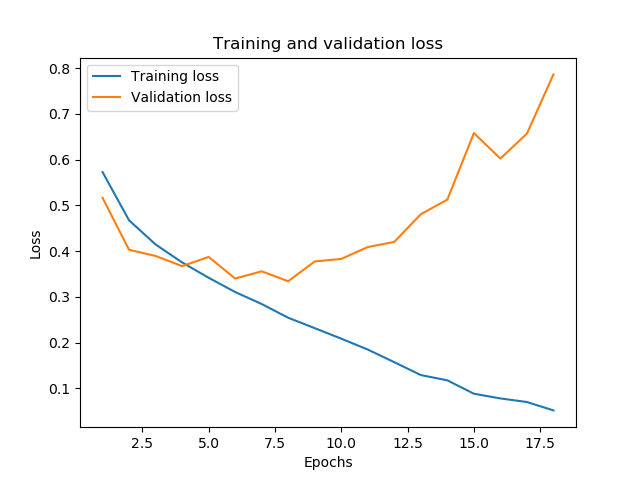 Training and validation loss
Training loss
Validation loss
0.8
0.7
0.6
0.5
0.4
0.3
0.2
0.1
Loss
2.5 5.0 7.5 10.0 12.5 15.0 17.5
Epochs